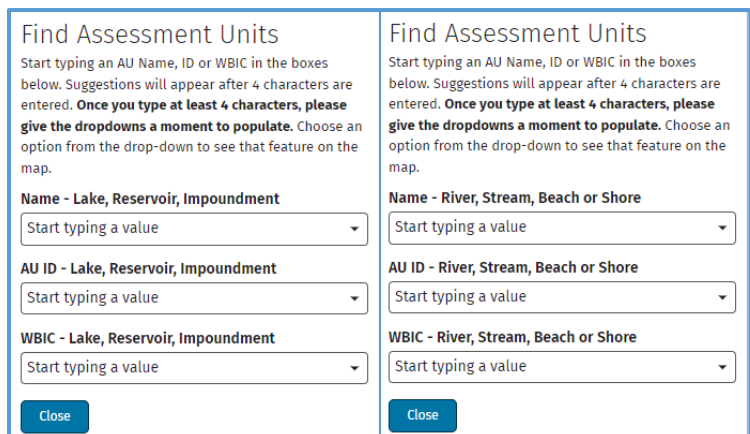 Find Assessment Units
Start typing an AU Name, ID or WBIC in the boxes
below. Suggestions will appear after 4 characters are
entered. Once you type at least 4 characters, please
give the dropdowns a moment to populate. Choose an
option from the drop-down to see that feature on the
map.
Name - Lake, Reservoir, Impoundment
Start typing a value
AU ID - Lake, Reservoir, Impoundment
Start typing a value
WBIC - Lake, Reservoir, Impoundment
Start typing a value
Close
Find Assessment Units
Start typing an AU Name, ID or WBIC in the boxes
below. Suggestions will appear after 4 characters are
entered. Once you type at least 4 characters, please
give the dropdowns a moment to populate. Choose an
option from the drop-down to see that feature on the
map.
Name - River, Stream, Beach or Shore
Start typing a value
AU ID - River, Stream, Beach or Shore
Start typing a value
WBIC - River, Stream, Beach or Shore
Start typing a value
Close